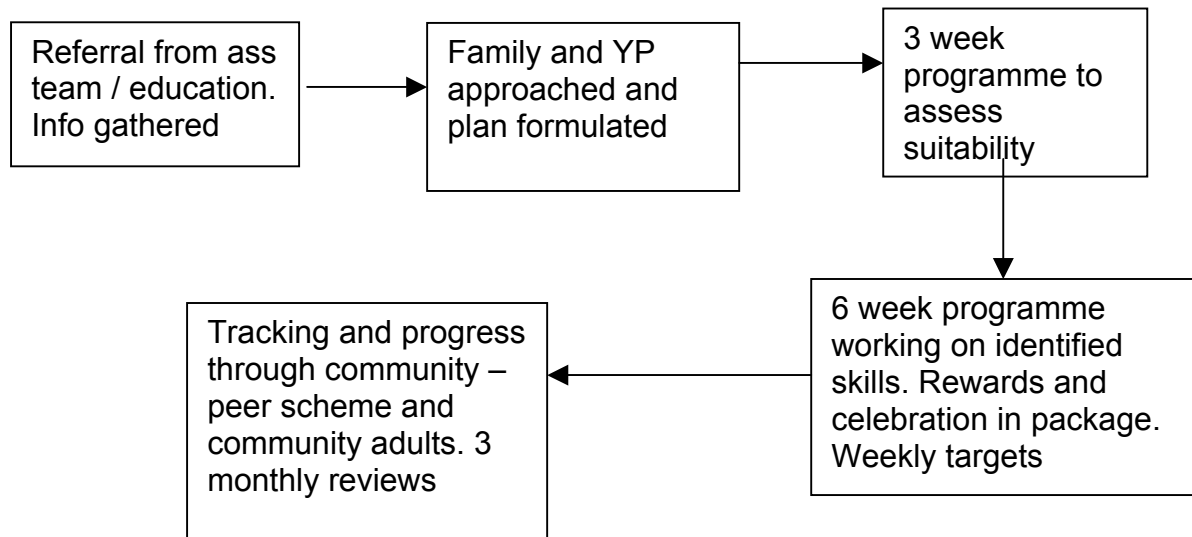 Referral from ass
team / education.
Info gathered
Family and YP
approached and
plan formulated
3 week
programme to
assess
suitability
6 week programme
working on identified
skills. Rewards and
celebration in package.
Weekly targets
Tracking and progress
through community –
peer scheme and
community adults. 3
monthly reviews